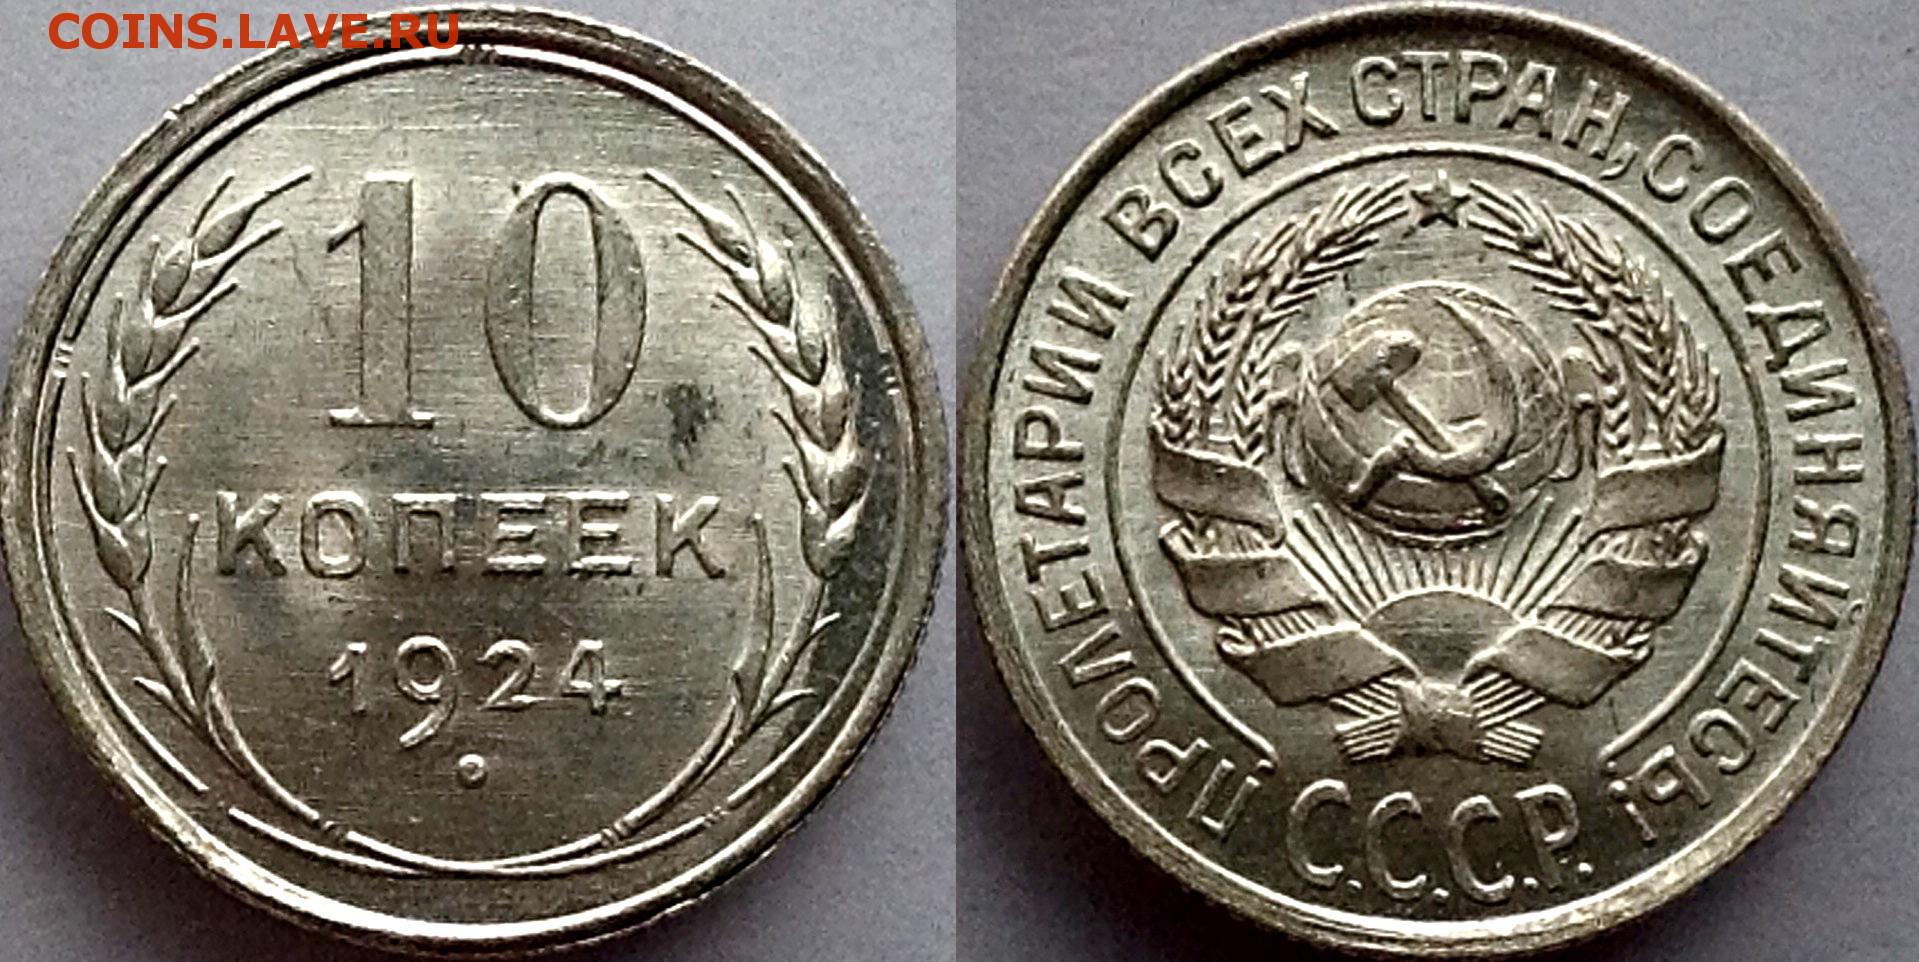 COINS.LAVE.RU
10
КОПЕЕК
1924
ПРОЛЕТАРИИ ВСЕХ СТРАН, СОЕДИНЯЙТЕСЬ!
С.С.С.Р.